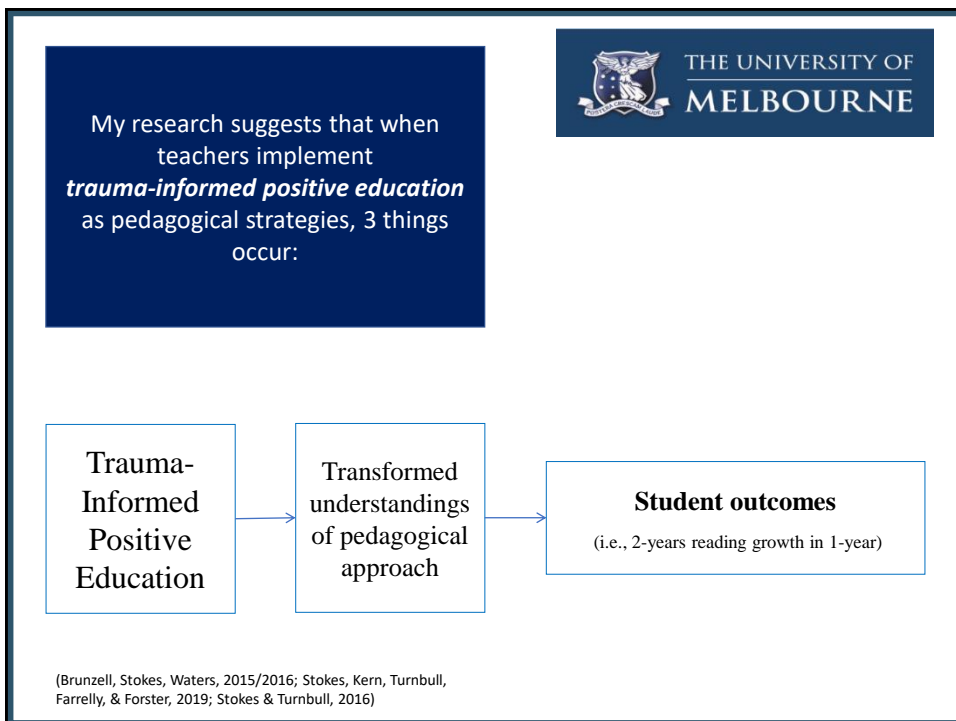 My research suggests that when
teachers implement
trauma-informed positive education
as pedagogical strategies, 3 things
occur:
THE UNIVERSITY OF
MELBOURNE
Trauma-
Informed
Positive
Education
Transformed
understandings
of pedagogical
approach
Student outcomes
(i.e., 2-years reading growth in 1-year)
(Brunzell, Stokes, Waters, 2015/2016; Stokes, Kern, Turnbull,
Farrelly, & Forster, 2019; Stokes & Turnbull, 2016)